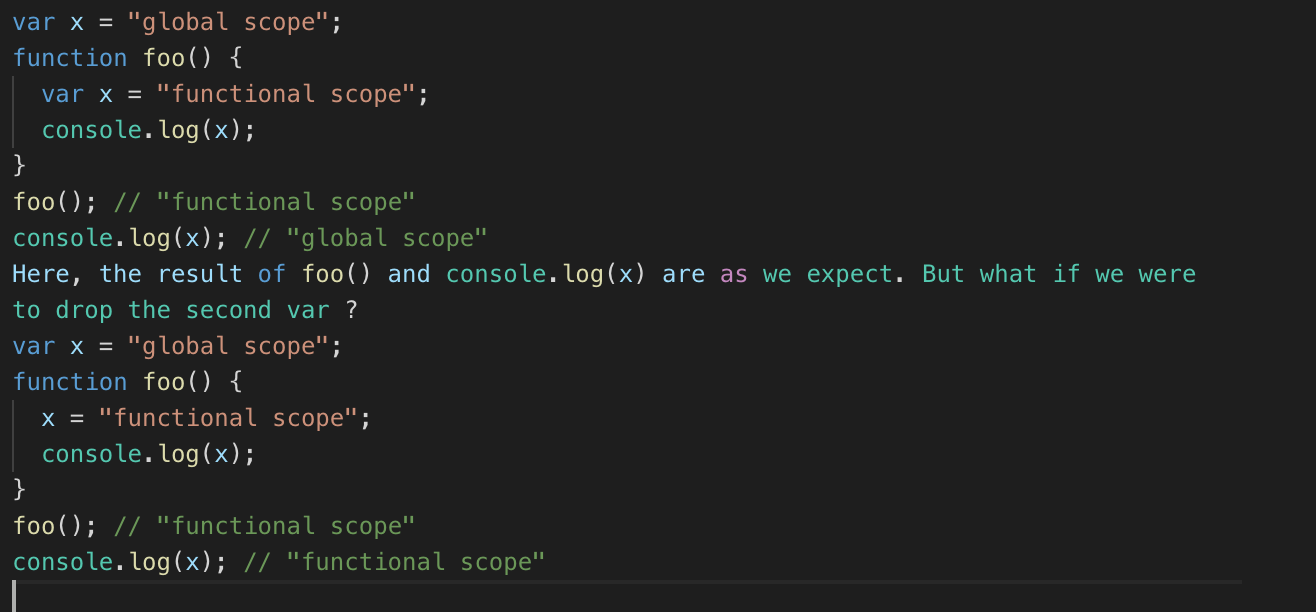 var x = "global scope";
function foo() {
  var x = "functional scope";
  console.log(x);
}
foo(); // "functional scope"
console.log(x); // "global scope"
Here, the result of foo() and console.log(x) are as we expect. But what if we were
to drop the second var ?
var x = "global scope";
function foo() {
  x = "functional scope";
  console.log(x);
}
foo(); // "functional scope"
console.log(x); // "functional scope"